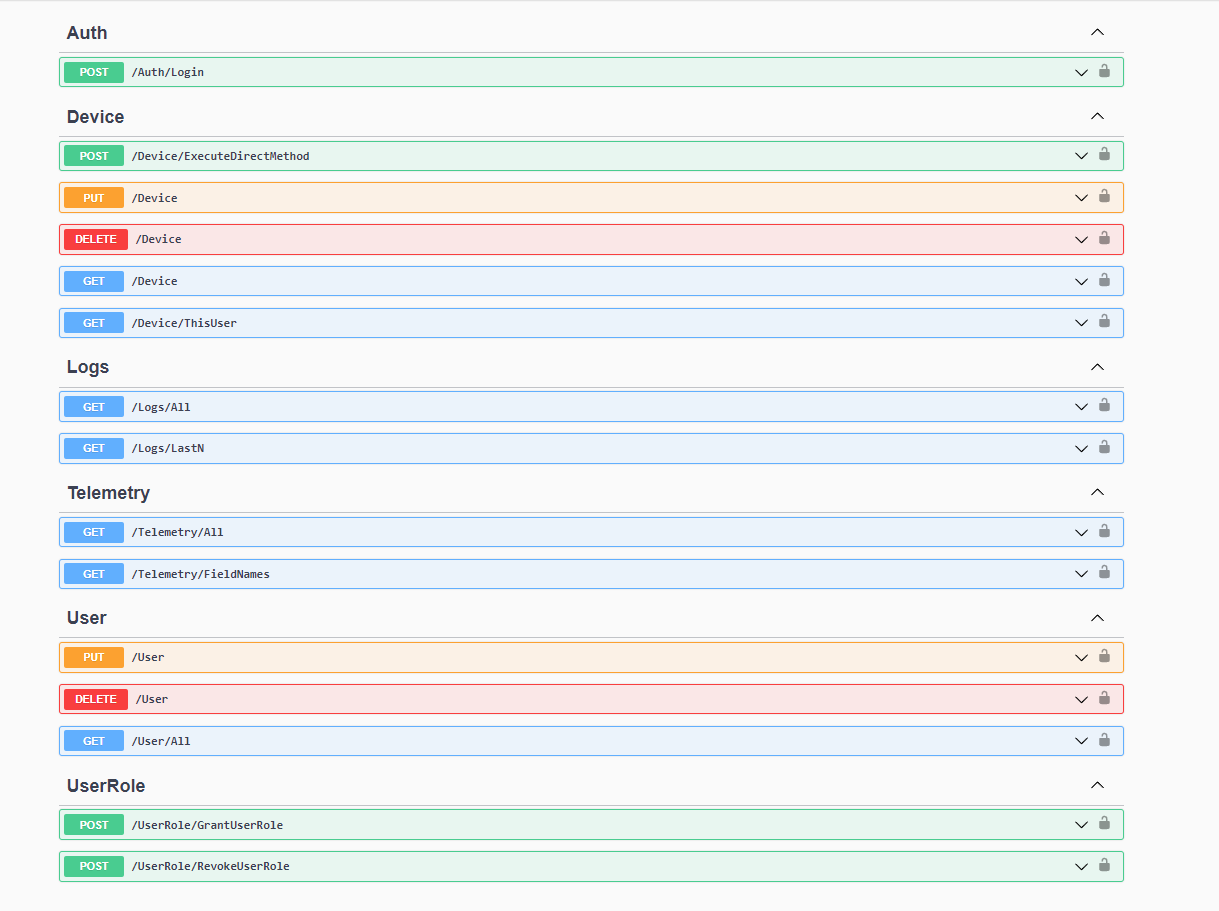 Auth
POST /Auth/Login
Device
POST /Device/ExecuteDirectMethod
PUT /Device
DELETE /Device
GET /Device
GET /Device/ThisUser
Logs
GET /Logs/All
GET /Logs/LastN
Telemetry
GET /Telemetry/All
GET /Telemetry/FieldNames
User
PUT /User
DELETE /User
GET /User/All
UserRole
POST /UserRole/GrantUserRole
POST /UserRole/RevokeUserRole